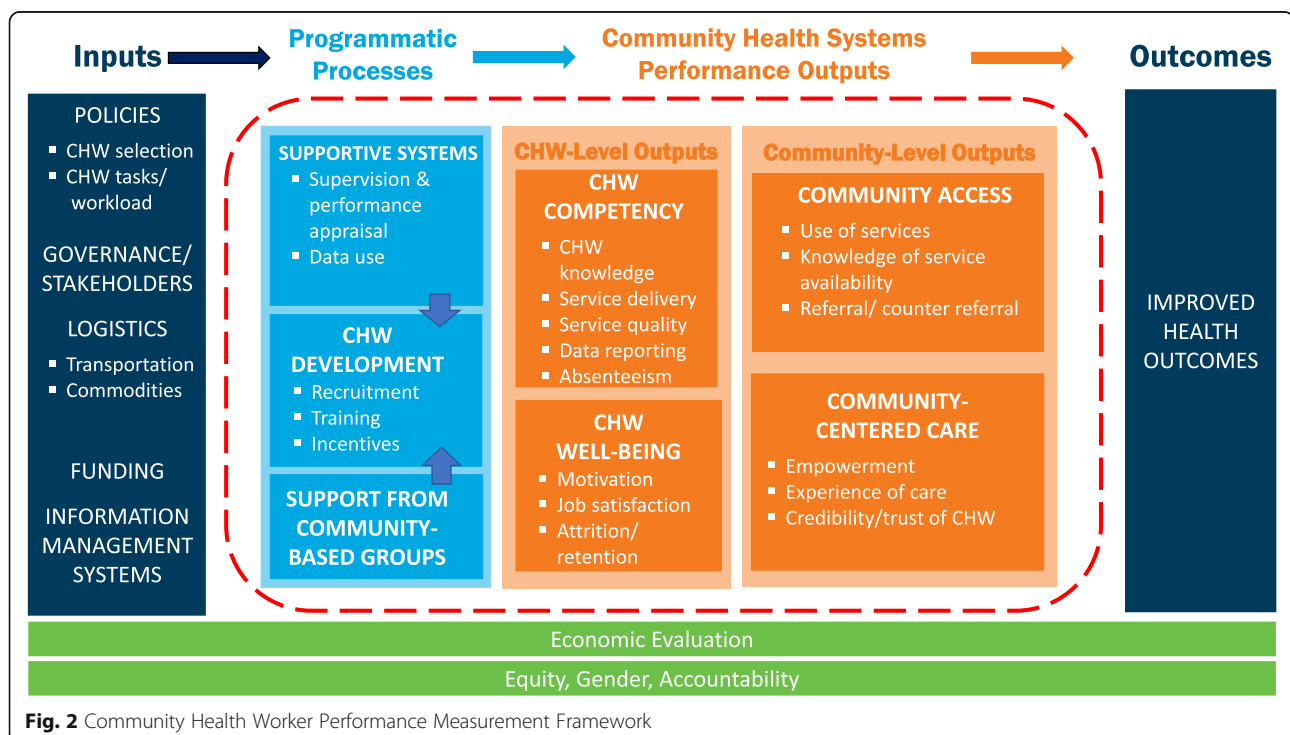 Inputs
Programmatic
Processes
Community Health Systems
Performance Outputs
Outcomes
POLICIES
▪ CHW selection
▪ CHW tasks/
workload
GOVERNANCE/
STAKEHOLDERS
LOGISTICS
▪ Transportation
▪ Commodities
FUNDING
INFORMATION
MANAGEMENT
SYSTEMS
SUPPORTIVE SYSTEMS
▪ Supervision &
performance
appraisal
▪ Data use
CHW
DEVELOPMENT
▪ Recruitment
▪ Training
▪ Incentives
SUPPORT FROM
COMMUNITY-
BASED GROUPS
CHW-Level Outputs
CHW
COMPETENCY
▪ CHW
knowledge
▪ Service delivery
▪ Service quality
▪ Data reporting
▪ Absenteeism
CHW
WELL-BEING
▪ Motivation
▪ Job satisfaction
▪ Attrition/
retention
Community-Level Outputs
COMMUNITY ACCESS
▪ Use of services
▪ Knowledge of service
availability
▪ Referral/ counter referral
COMMUNITY-
CENTERED CARE
▪ Empowerment
▪ Experience of care
▪ Credibility/trust of CHW
IMPROVED
HEALTH
OUTCOMES
Economic Evaluation
Equity, Gender, Accountability
Fig. 2 Community Health Worker Performance Measurement Framework